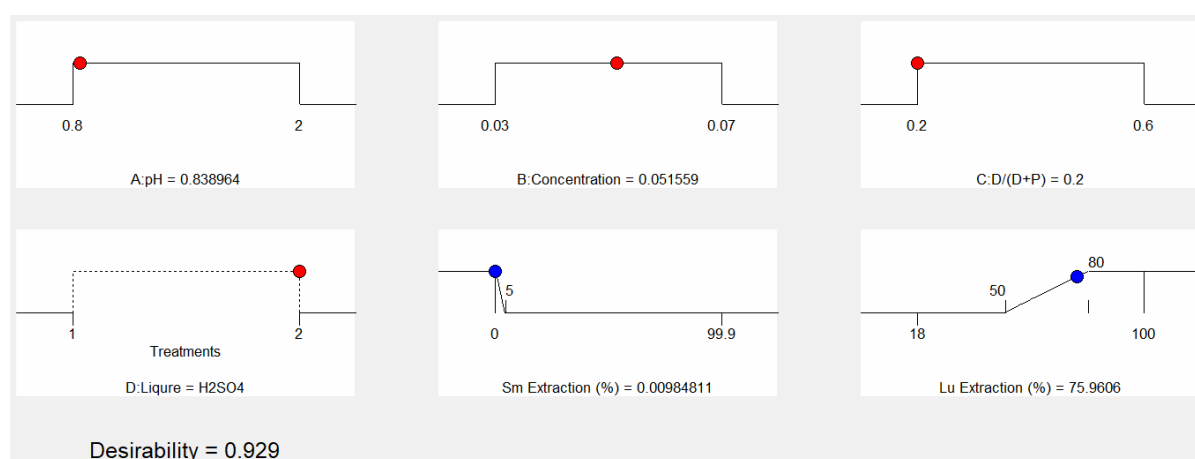 0.8 2
A:pH = 0.838964
0.03 0.07
B:Concentration = 0.051559
0.2 0.6
C:D/(D+P) = 0.2
1 2
Treatments
D:Liqure = H2SO4
5
0 99.9
Sm Extraction (%) = 0.00984811
80
50
18 100
Lu Extraction (%) = 75.9606
Desirability = 0.929